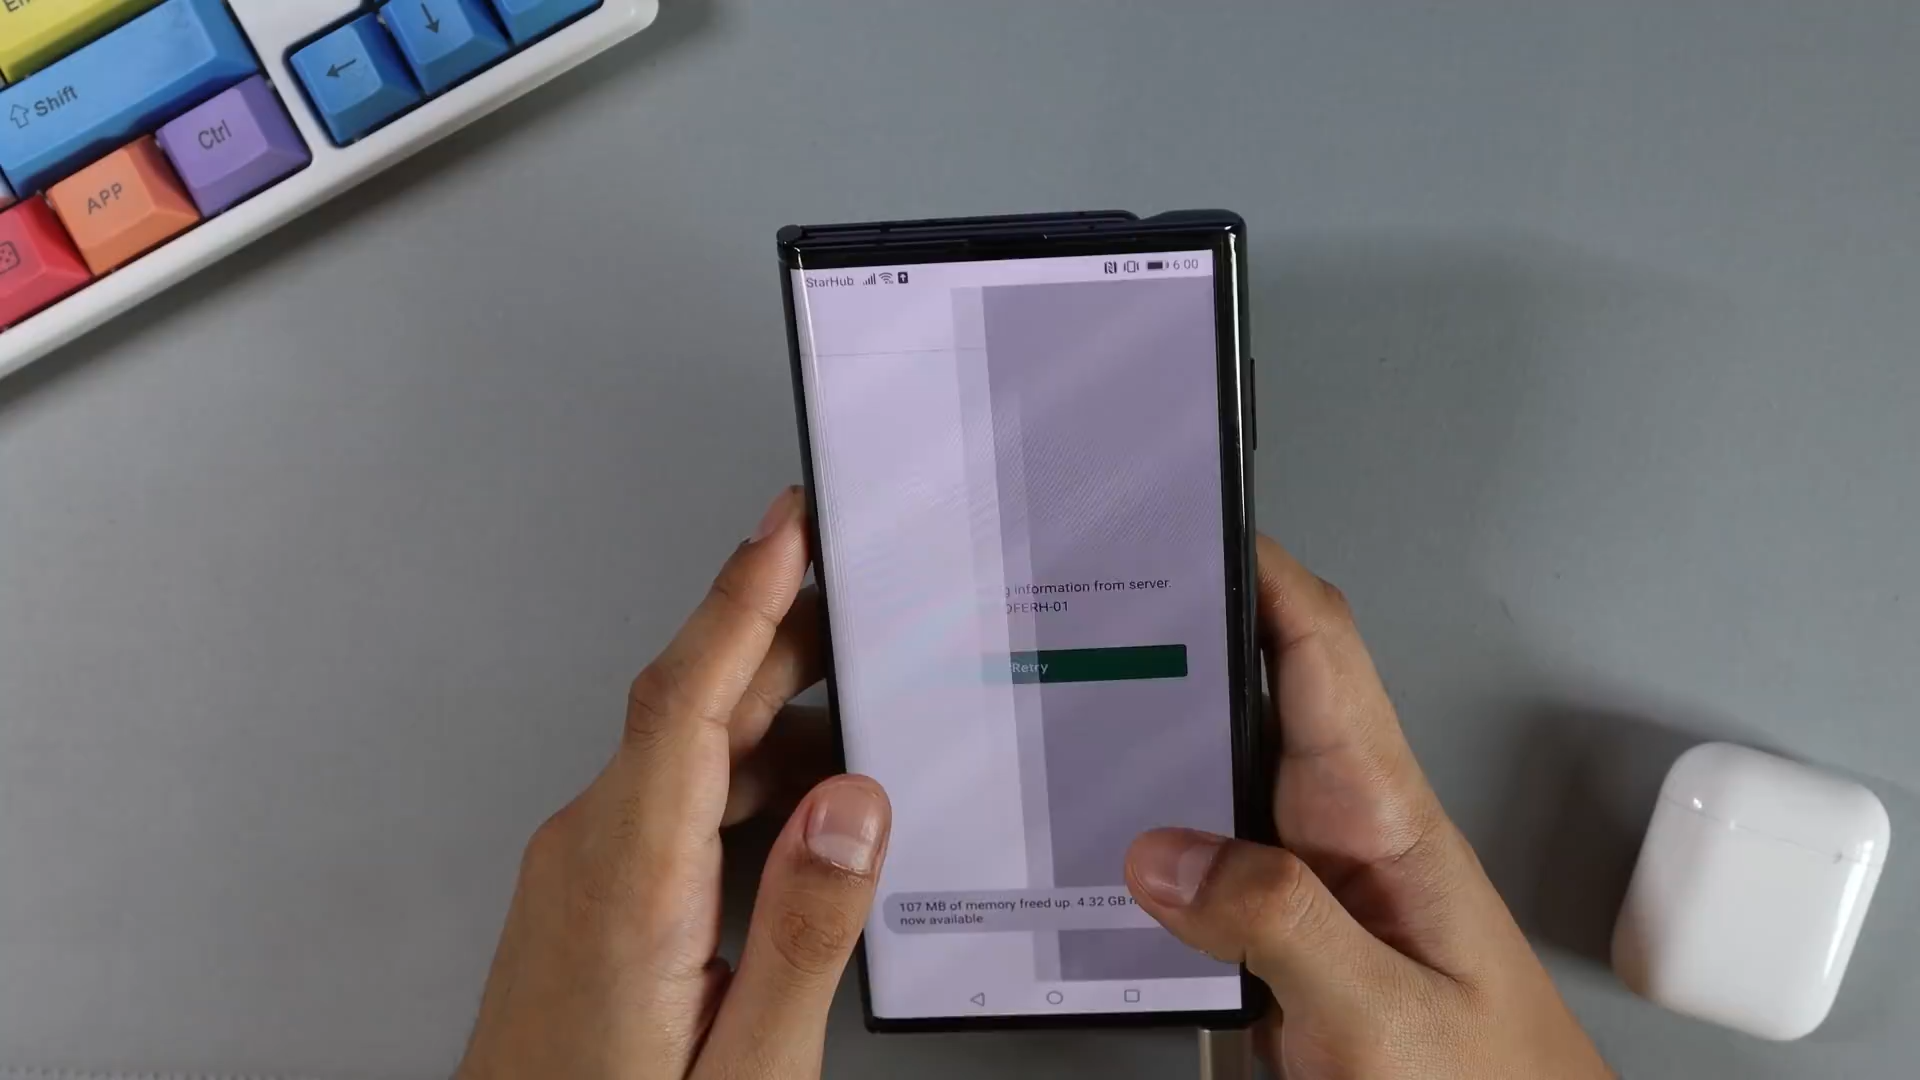 Shift
Ctrl
APP
StarHub
6:00
information from server.
DFERH-01
Retry
107 MB of memory freed up. 4.32 GB
now available